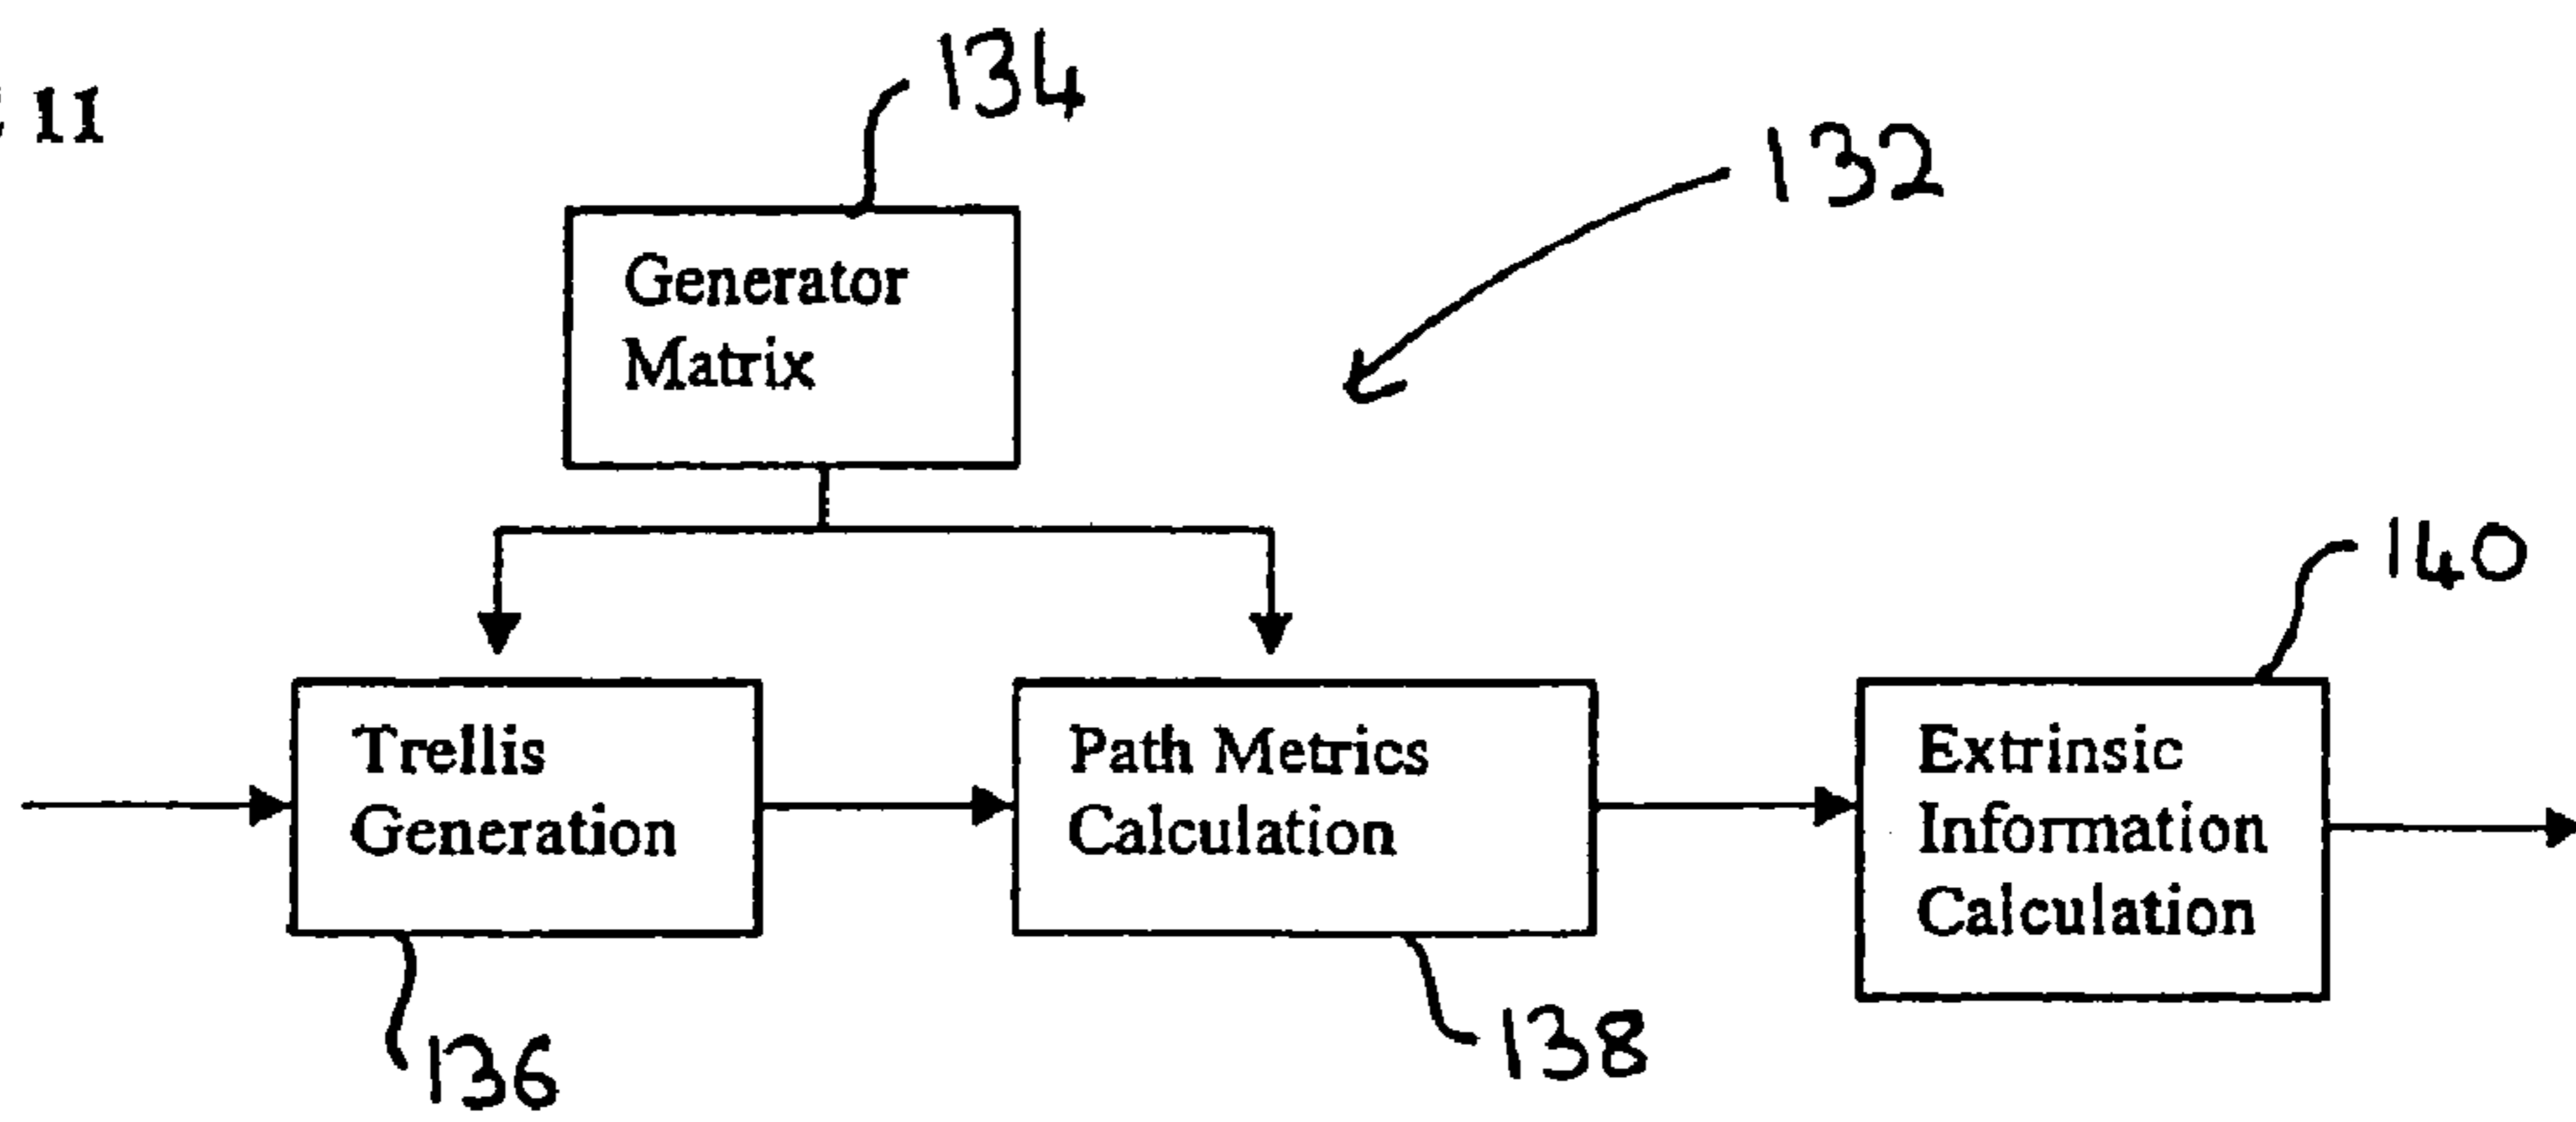 11
134
132
Generator
Matrix
140
Trellis
Generation
Path Metrics
Calculation
Extrinsic
Information
Calculation
136
138